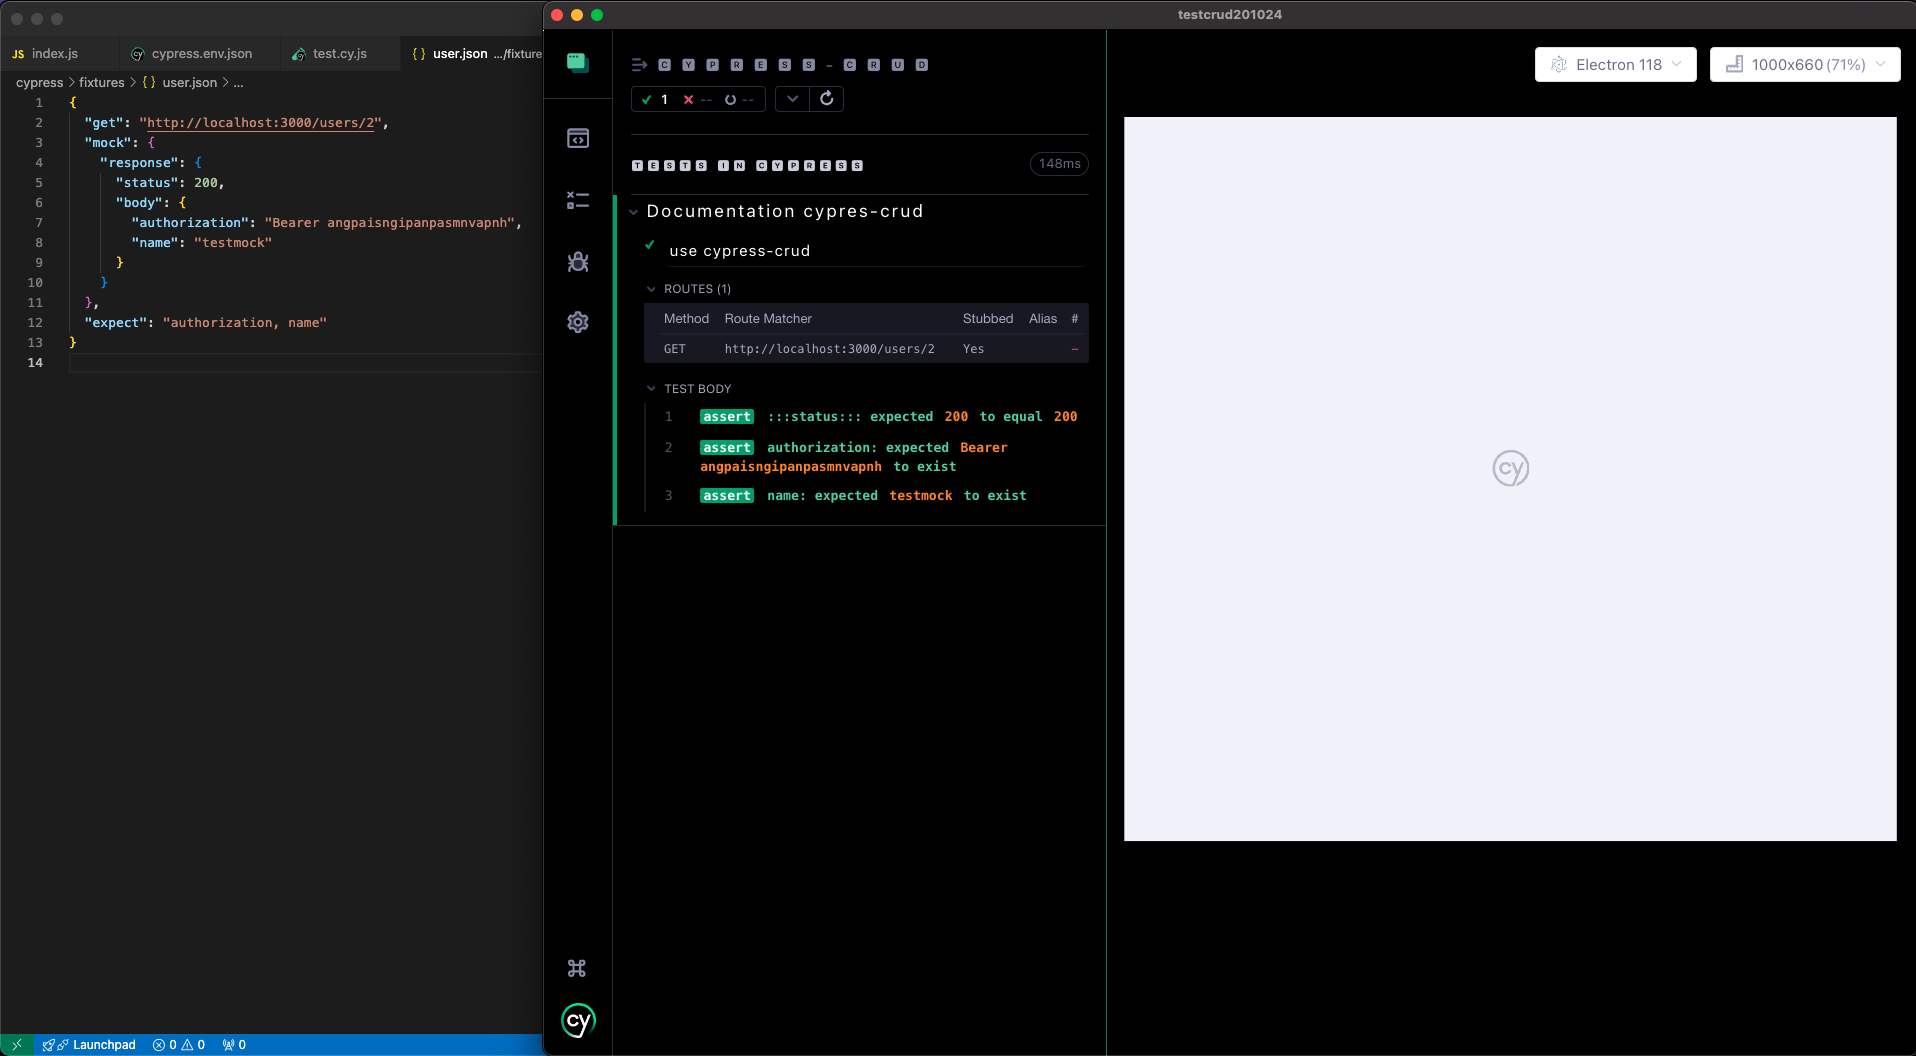 JS index.js
cypress.env.json
test.cy.js
{ } user.json .../fixture
cypress > fixtures > { } user.json > ...
1 {
2 "get": "http://localhost:3000/users/2",
3 "mock": {
4 "response": {
5 "status": 200,
6 "body": {
7 "authorization": "Bearer angpaisngipanpasmnvapnh",
8 "name": "testmock"
9 }
10 }
11 },
12 "expect": "authorization, name"
13 }
14
Launchpad 0 0 0
testcrud201024
CYPRESS-CRUD
1 -- --
TESTS IN CYPRESS
148ms
Documentation cypres-crud
use cypress-crud
ROUTES (1)
Method Route Matcher Stubbed Alias #
GET http://localhost:3000/users/2 Yes -
TEST BODY
1 assert :::status::: expected 200 to equal 200
2 assert authorization: expected Bearer
angpaisngipanpasmnvapnh to exist
3 assert name: expected testmock to exist
cy
Electron 118
1000x660 (71%)
cy